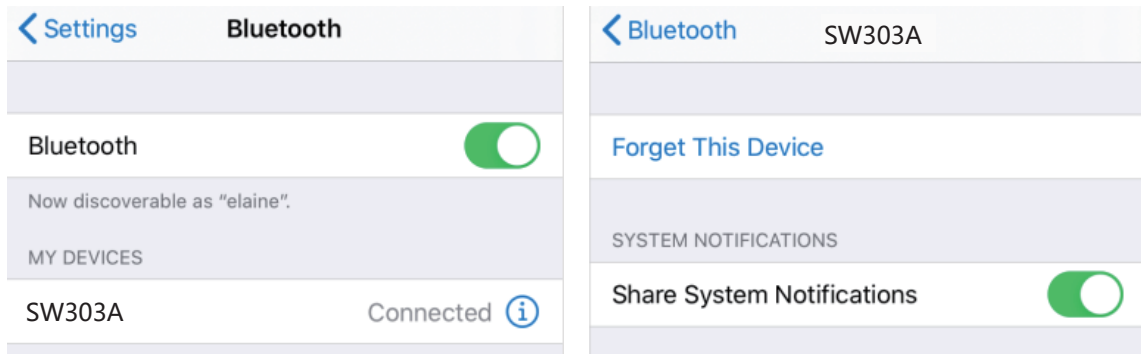 Settings Bluetooth
Bluetooth
Now discoverable as "elaine".
MY DEVICES
SW303A Connected
Bluetooth SW303A
Forget This Device
SYSTEM NOTIFICATIONS
Share System Notifications